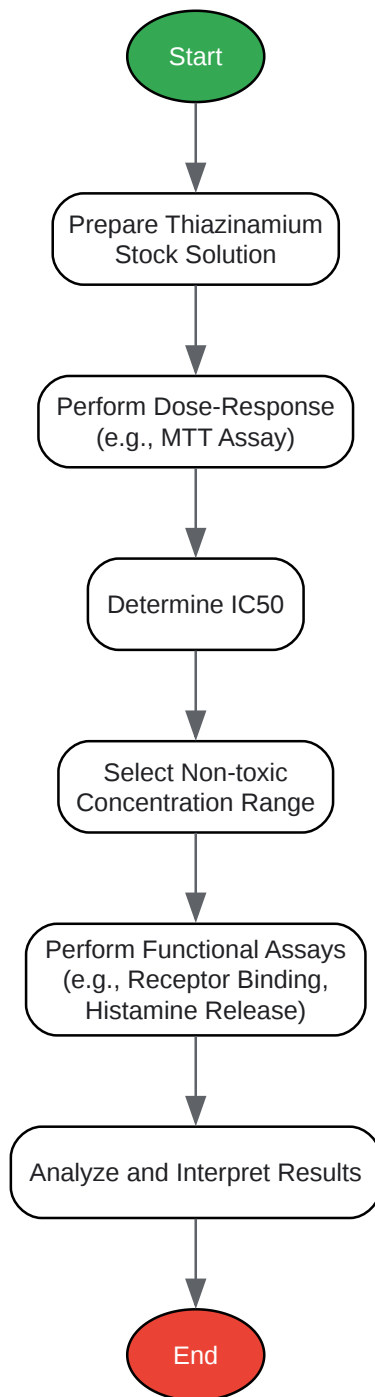 Start
Prepare Thiazinamium
Stock Solution
Perform Dose-Response
(e.g., MTT Assay)
Determine IC50
Select Non-toxic
Concentration Range
Perform Functional Assays
(e.g., Receptor Binding,
Histamine Release)
Analyze and Interpret Results
End